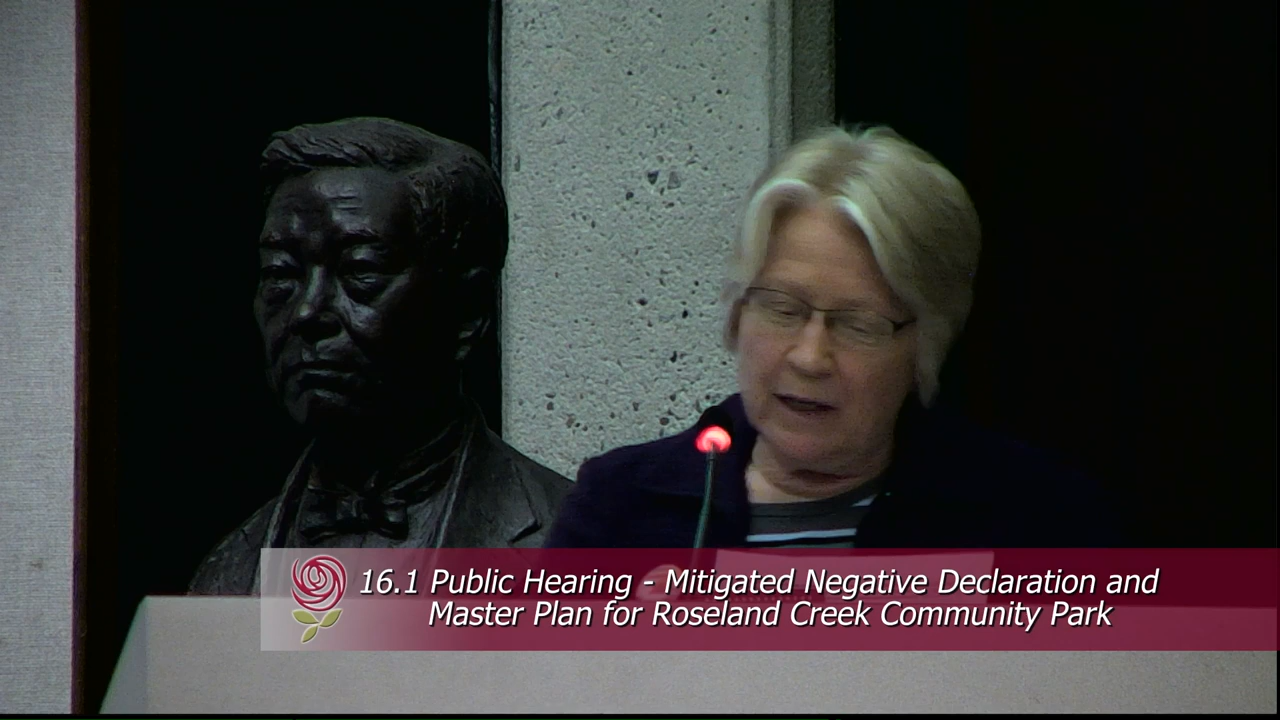 16.1 Public Hearing - Mitigated Negative Declaration and
Master Plan for Roseland Creek Community Park